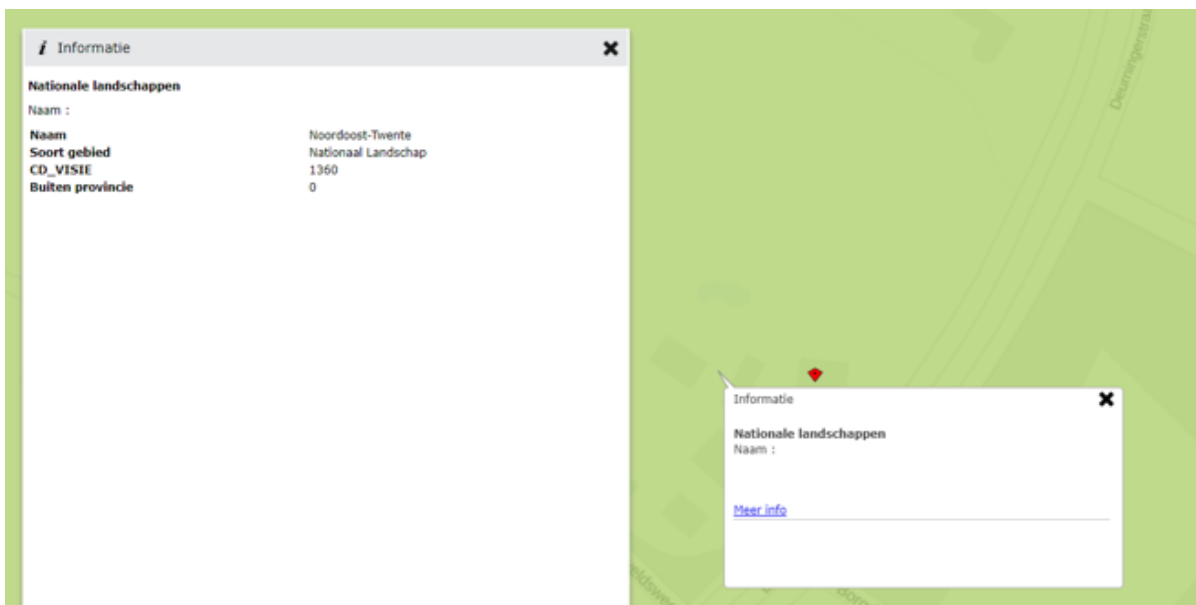 i Informatie
Nationale landschappen
Naam :
Naam Noordoost-Twente
Soort gebied Nationaal Landschap
CD_VISIE 1360
Buiten provincie 0
Informatie
Nationale landschappen
Naam :
Meer info